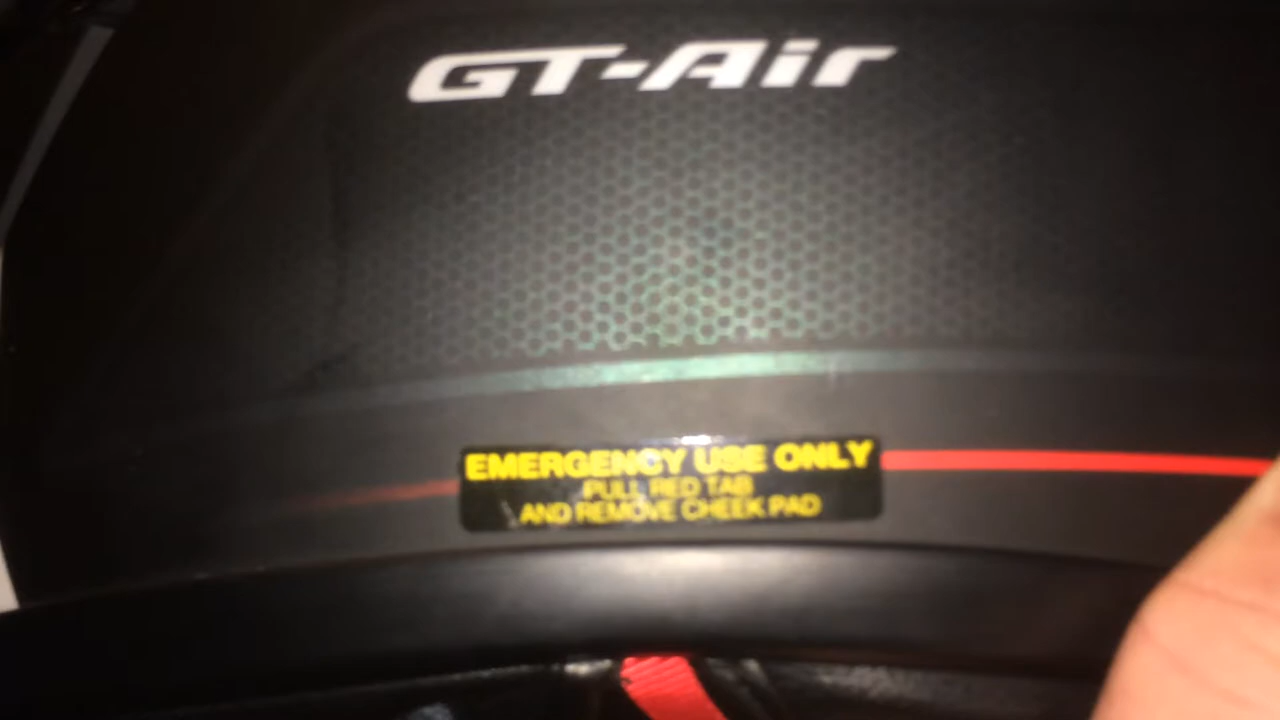 GT-Air
EMERGENCY USE ONLY
PULL RED TAB
AND REMOVE CHEEK PAD